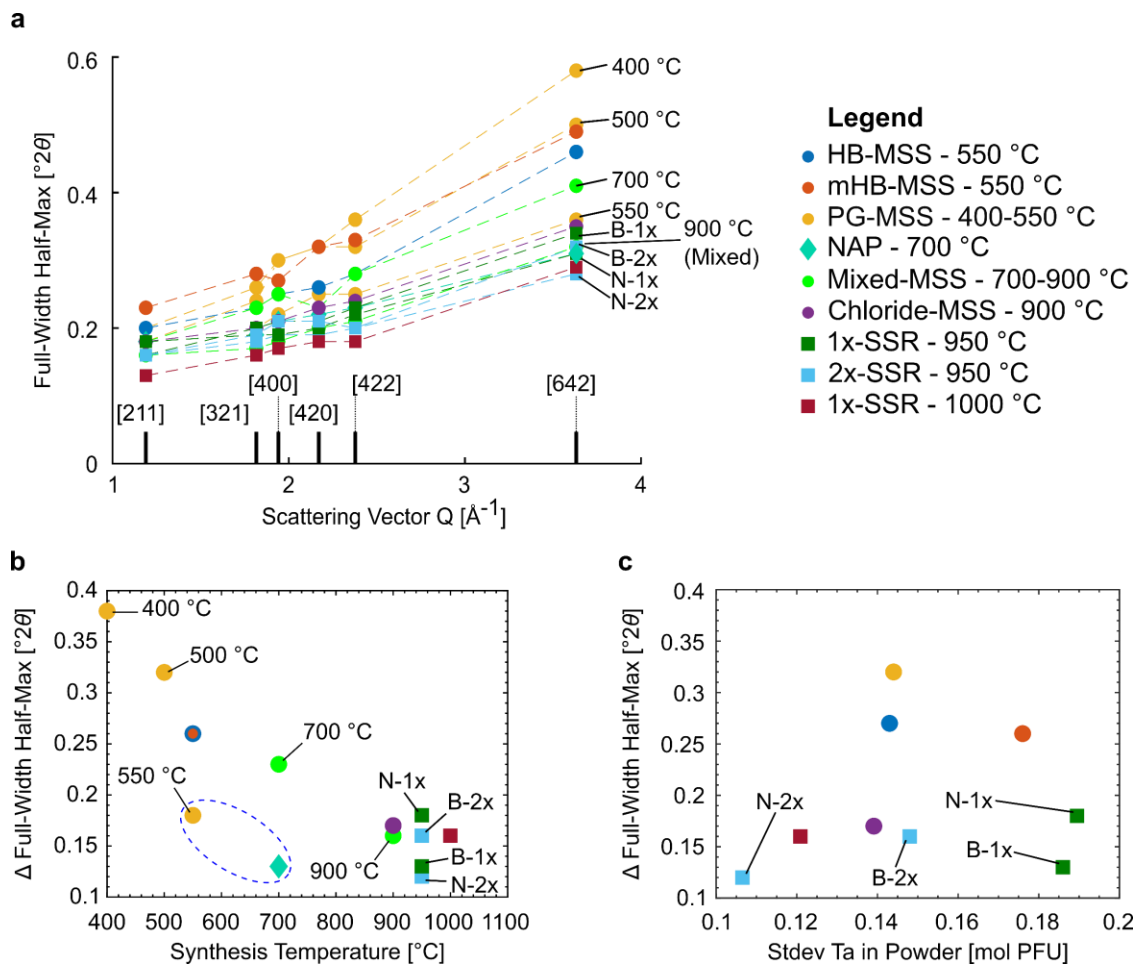 a
0.6
0.4
0.2
0
Full-Width Half-Max [°2θ]
400 °C
500 °C
700 °C
550 °C
B-1x
900 °C
(Mixed)
B-2x
N-1x
N-2x
[400]
[422]
[642]
[211]
[321]
[420]
1
2
3
4
Scattering Vector Q [Å⁻¹]
Legend
HB-MSS - 550 °C
mHB-MSS - 550 °C
PG-MSS - 400-550 °C
NAP - 700 °C
Mixed-MSS - 700-900 °C
Chloride-MSS - 900 °C
1x-SSR - 950 °C
2x-SSR - 950 °C
1x-SSR - 1000 °C
b
0.4
0.35
0.3
0.25
0.2
0.15
0.1
Δ Full-Width Half-Max [°2θ]
400 °C
500 °C
700 °C
550 °C
N-1x
B-2x
900 °C
B-1x
N-2x
400 500 600 700 800 900 1000 1100
Synthesis Temperature [°C]
c
0.4
0.35
0.3
0.25
0.2
0.15
0.1
Δ Full-Width Half-Max [°2θ]
N-2x
N-1x
B-2x
B-1x
0.1 0.12 0.14 0.16 0.18 0.2
Stdev Ta in Powder [mol PFU]